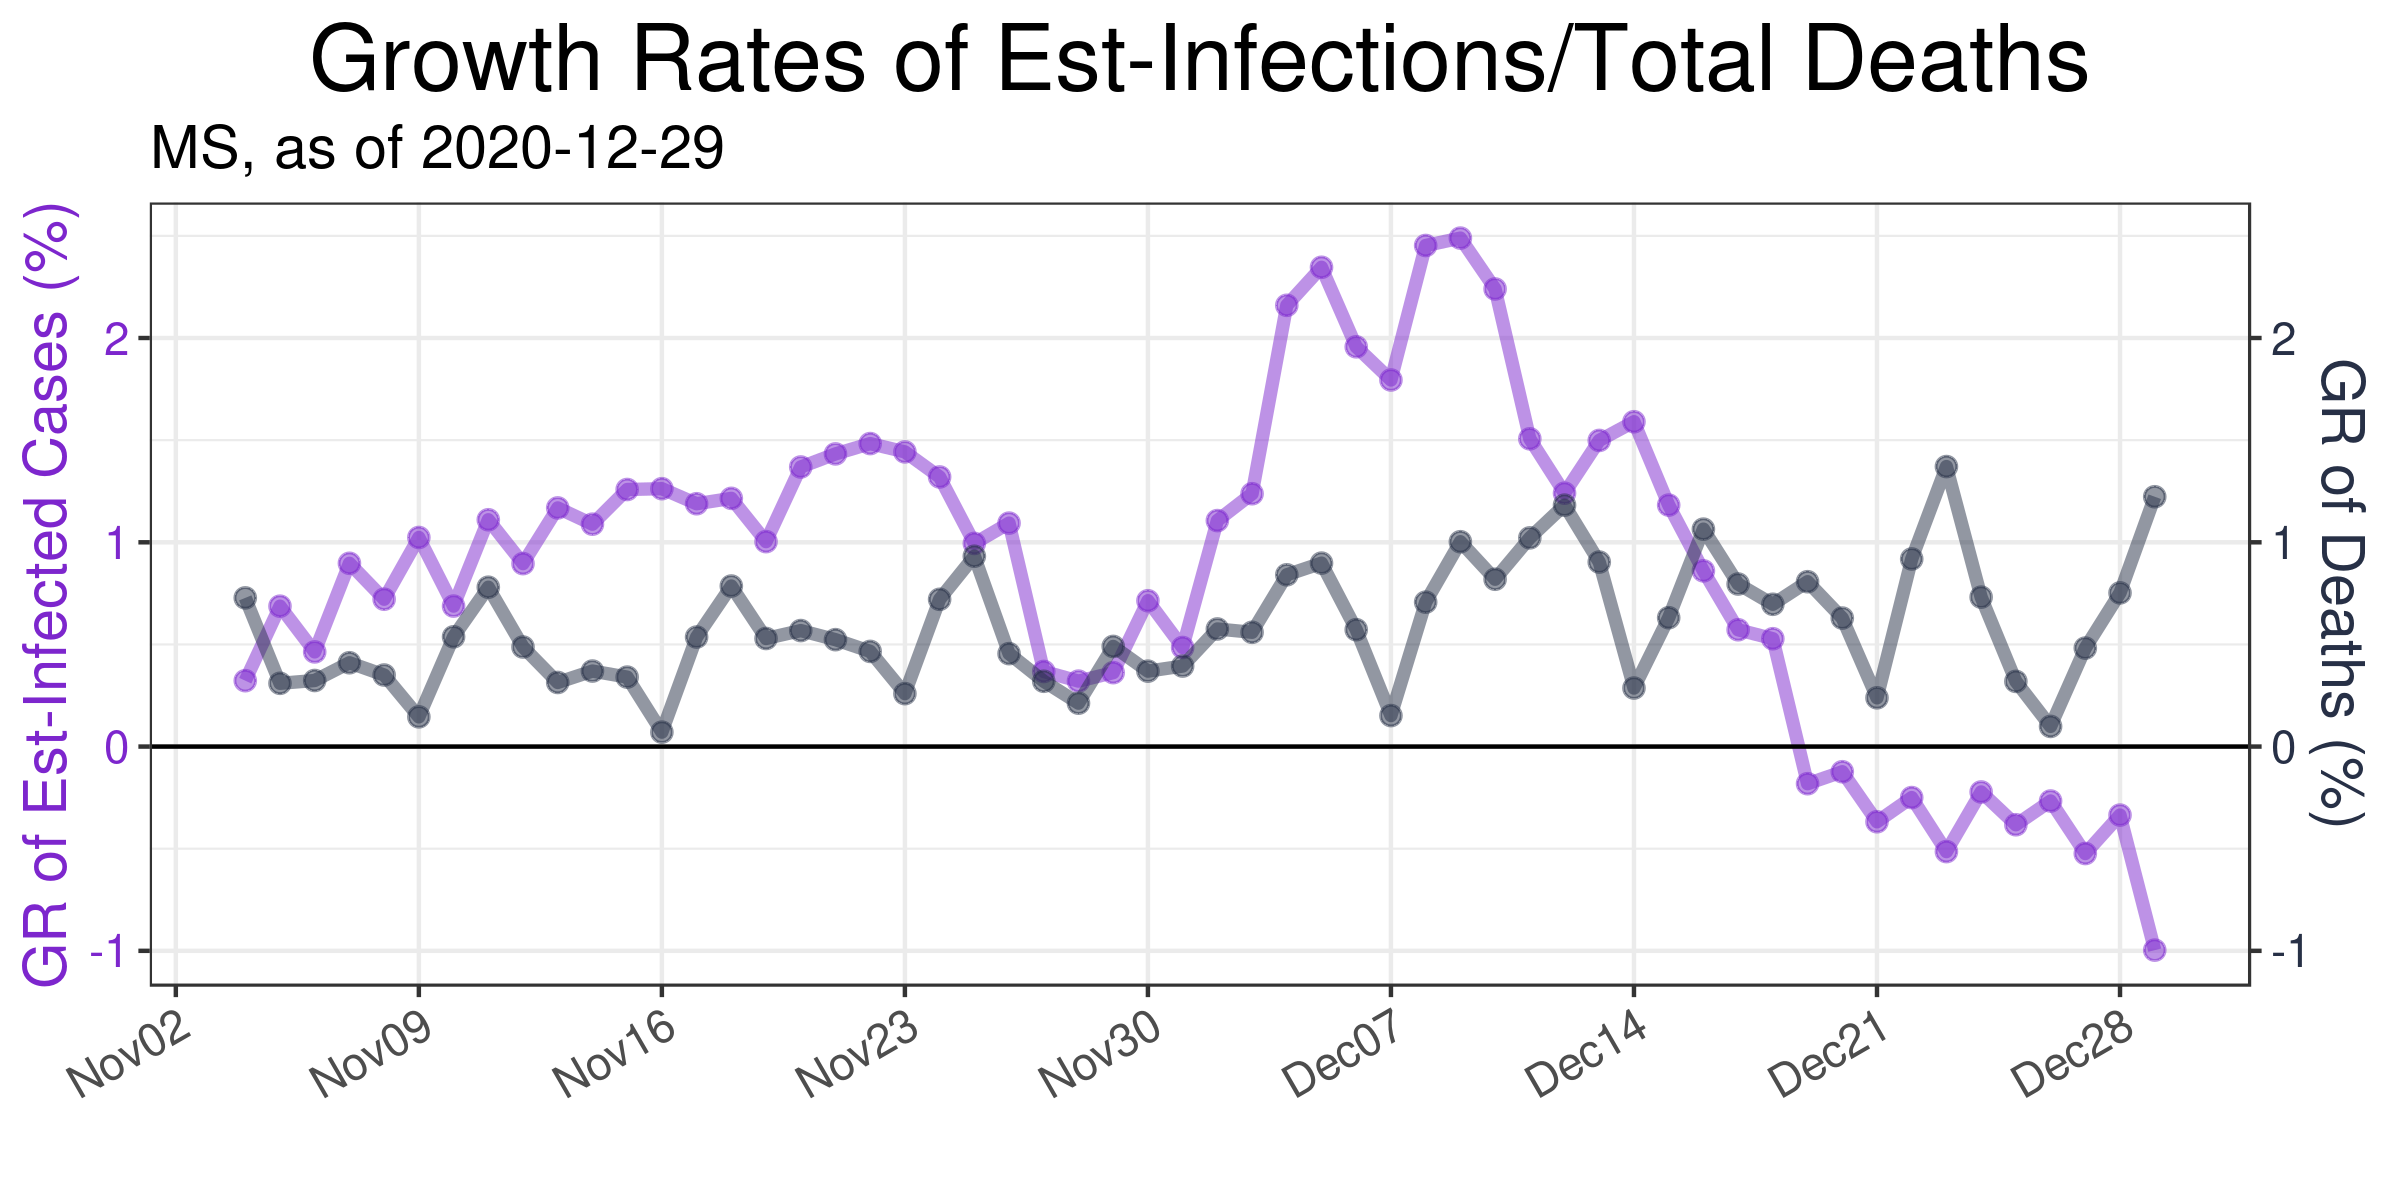 Growth Rates of Est-Infections/Total Deaths
MS, as of 2020-12-29
GR of Est-Infected Cases (%)
2
1
0
-1
2
1
0
-1
GR of Deaths (%)
Nov02
Nov09
Nov16
Nov23
Nov30
Dec07
Dec14
Dec21
Dec28